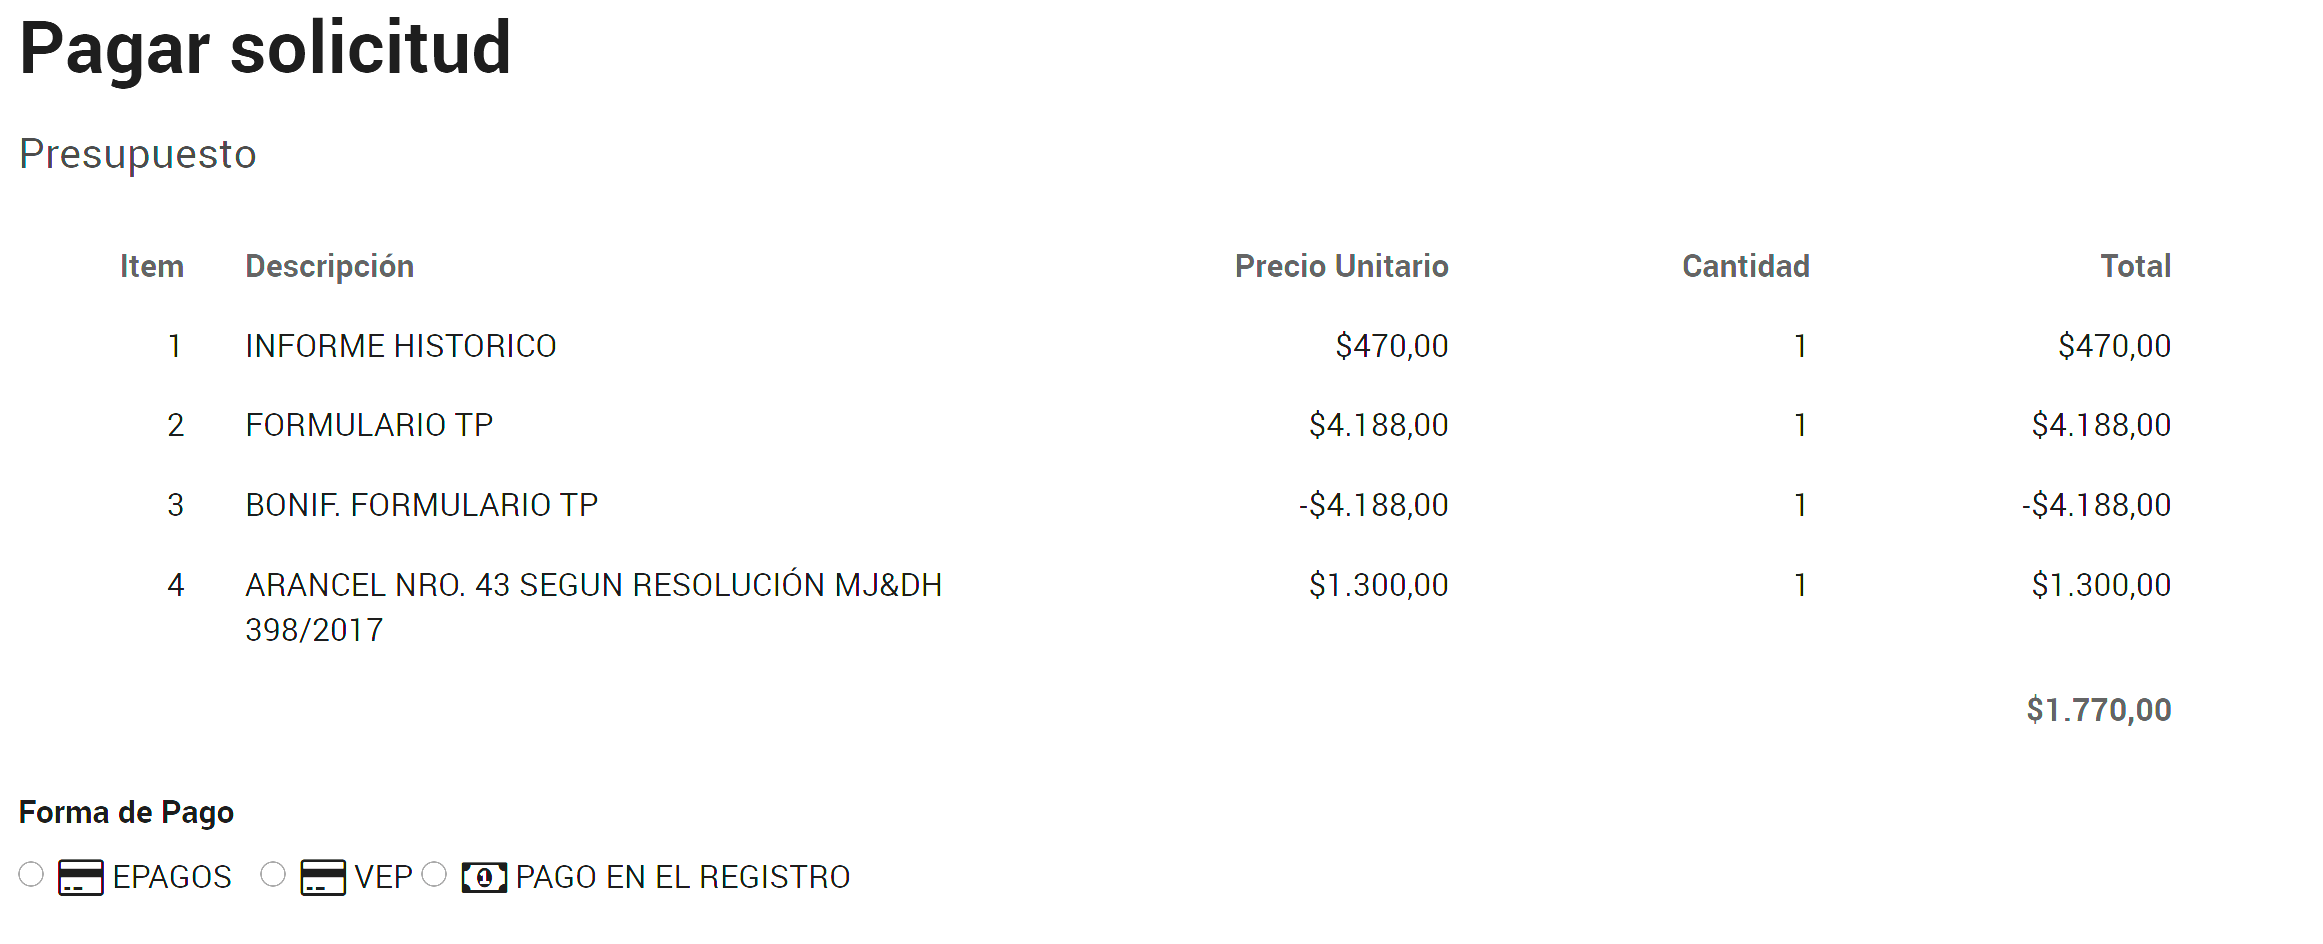 Pagar solicitud
Presupuesto
Item Descripción Precio Unitario Cantidad Total
1 INFORME HISTORICO $470,00 1 $470,00
2 FORMULARIO TP $4.188,00 1 $4.188,00
3 BONIF. FORMULARIO TP -$4.188,00 1 -$4.188,00
4 ARANCEL NRO. 43 SEGUN RESOLUCIÓN MJ&DH $1.300,00 1 $1.300,00
398/2017
$1.770,00
Forma de Pago
EPAGOS VEP PAGO EN EL REGISTRO